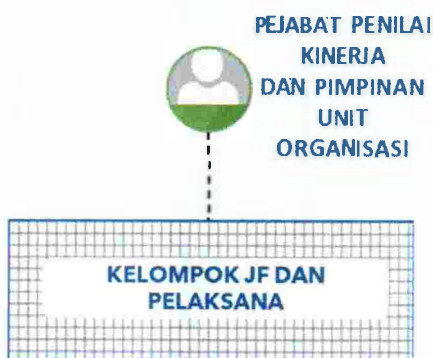 PEJABAT PENILAI
KINERJA
DAN PIMPINAN
UNIT
ORGANISASI
KELOMPOK JF DAN
PELAKSANA